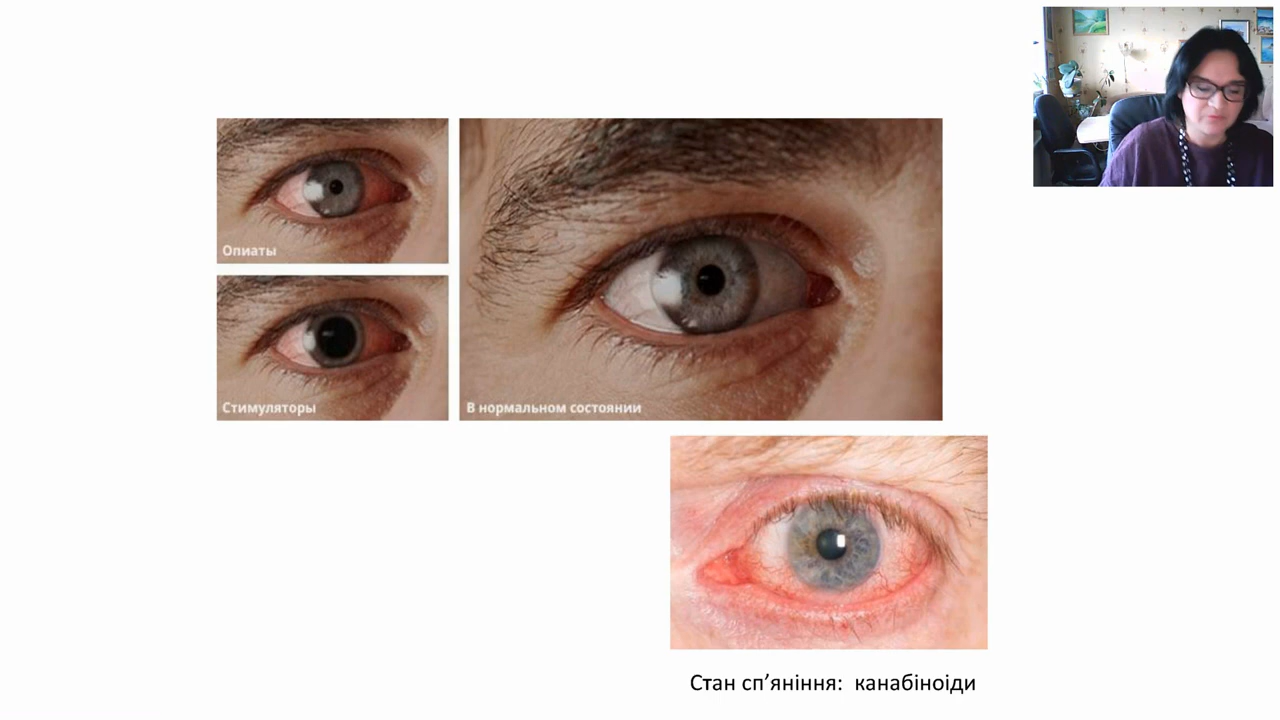 Опиаты
Стимуляторы
В нормальном состоянии
Стан сп’яніння:  канабіноіди